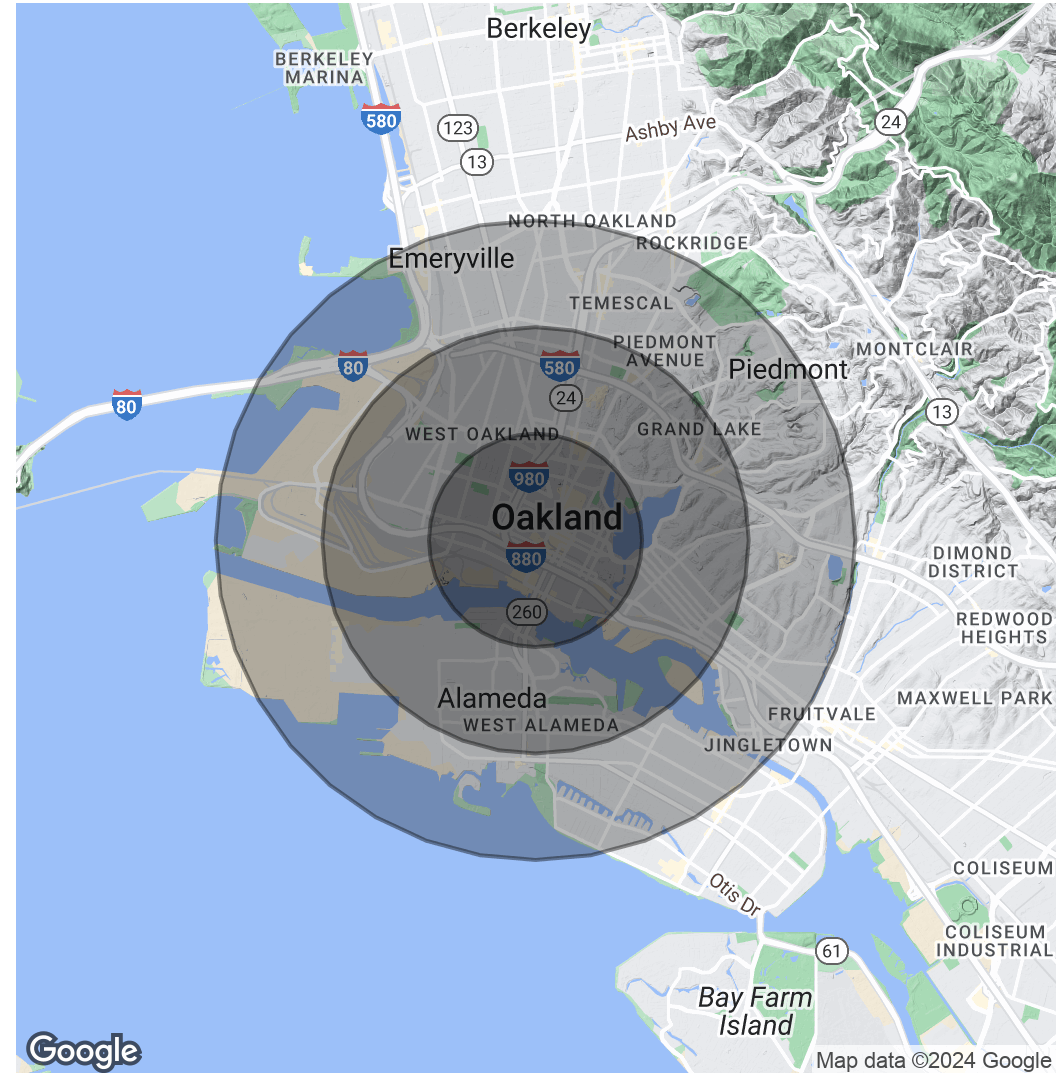 Berkeley
BERKELEY
MARINA
580
123
24
Ashby Ave
13
NORTH OAKLAND
ROCKRIDGE
Emeryville
TEMESCAL
PIEDMONT
AVENUE
MONTCLAIR
80
580
Piedmont
80
24
13
WEST OAKLAND
GRAND LAKE
980
Oakland
880
DIMOND
DISTRICT
260
REDWOOD
HEIGHTS
Alameda
MAXWELL PARK
WEST ALAMEDA
FRUITVALE
JINGLETOWN
COLISEUM
Otis Dr
COLISEUM
INDUSTRIAL
61
Bay Farm
Island
Google
Map data ©2024 Google